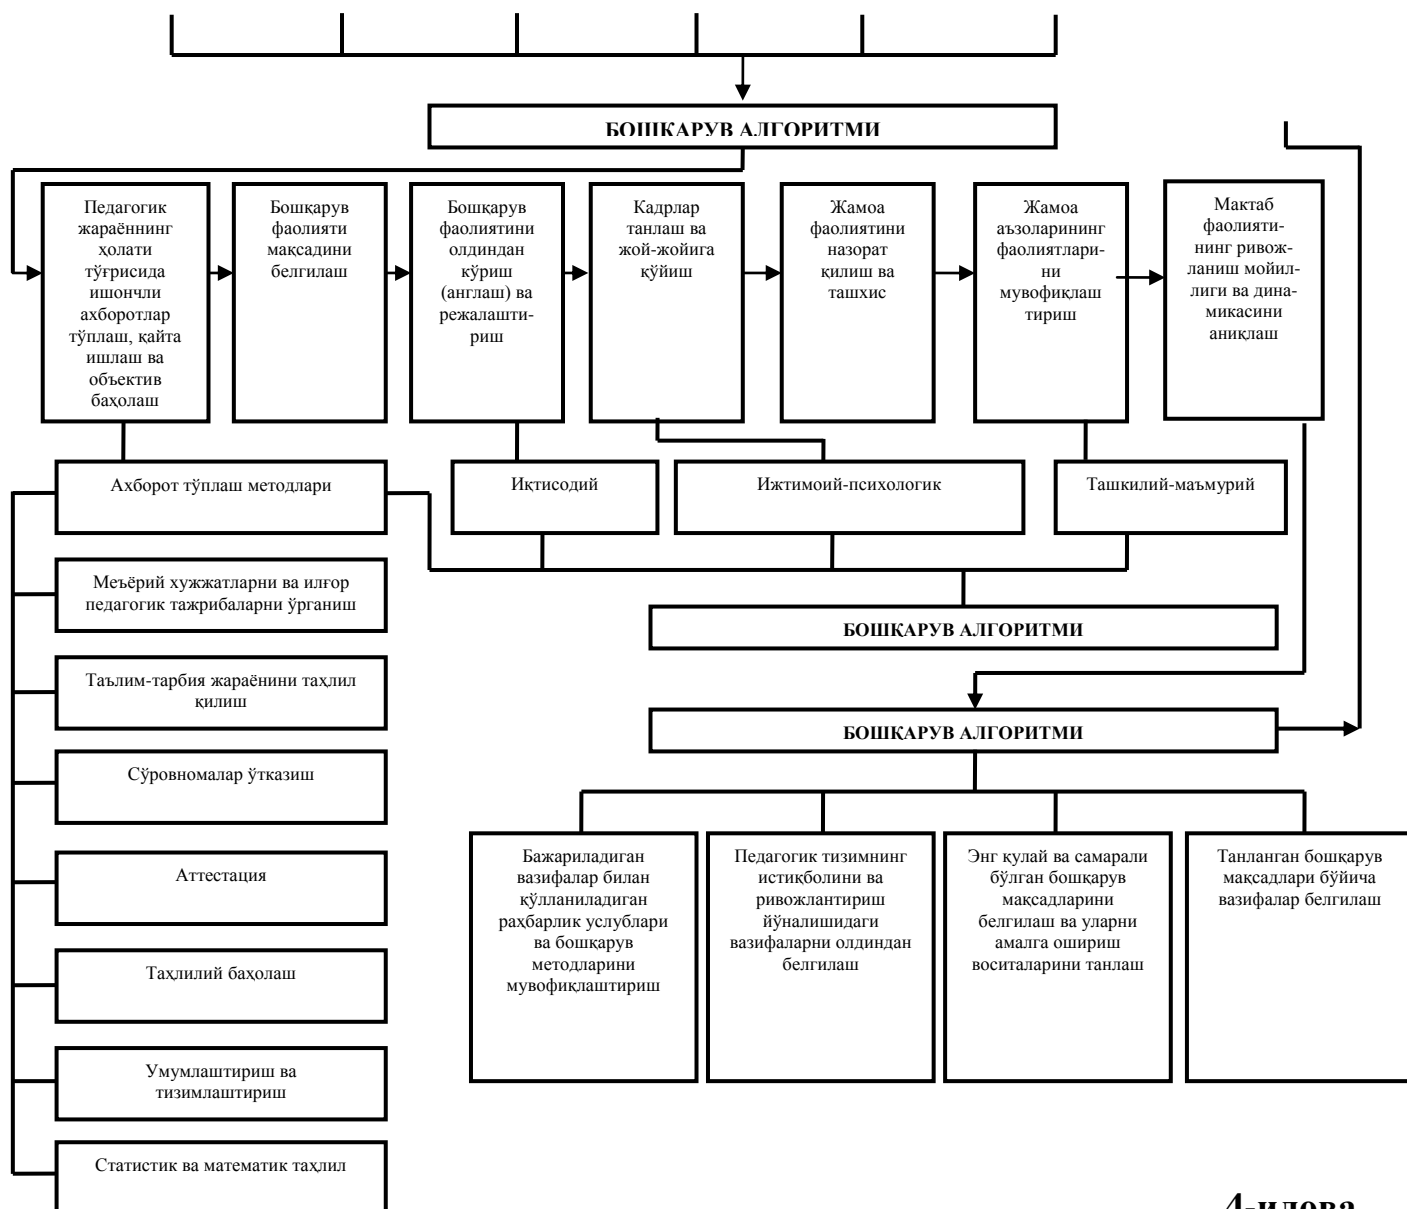 БОШҚАРУВ АЛГОРИТМИ
Педагогик
жараённинг
ҳолати
тўғрисида
ишончли
ахборотлар
тўплаш, қайта
ишлаш ва
объектив
баҳолаш
Бошқарув
фаолияти
мақсадини
белгилаш
Бошқарув
фаолиятини
олдиндан
кўриш
(англаш) ва
режалашти-
риш
Кадрлар
танлаш ва
жой-жойига
қўйиш
Жамоа
фаолиятини
назорат
қилиш ва
ташхис
Жамоа
аъзоларининг
фаолиятлари-
ни
мувофиқлаш
тириш
Мактаб
фаолияти-
нинг ривож-
ланиш мойил-
лиги ва дина-
микасини
аниқлаш
Ахборот тўплаш методлари
Иқтисодий
Ижтимоий-психологик
Ташкилий-маъмурий
Меъёрий хужжатларни ва илғор
педагогик тажрибаларни ўрганиш
БОШҚАРУВ АЛГОРИТМИ
Таълим-тарбия жараёнини таҳлил
қилиш
БОШҚАРУВ АЛГОРИТМИ
Сўровномалар ўтказиш
Аттестация
Таҳлилий баҳолаш
Умумлаштириш ва
тизимлаштириш
Статистик ва математик таҳлил
Бажариладиган
вазифалар билан
қўлланиладиган
раҳбарлик услублари
ва бошқарув
методларини
мувофиқлаштириш
Педагогик тизимнинг
истиқболини ва
ривожлантириш
йўналишидаги
вазифаларни олдиндан
белгилаш
Энг қулай ва самарали
бўлган бошқарув
мақсадларини
белгилаш ва уларни
амалга ошириш
воситаларини танлаш
Танланган бошқарув
мақсадлари бўйича
вазифалар белгилаш
4-илова